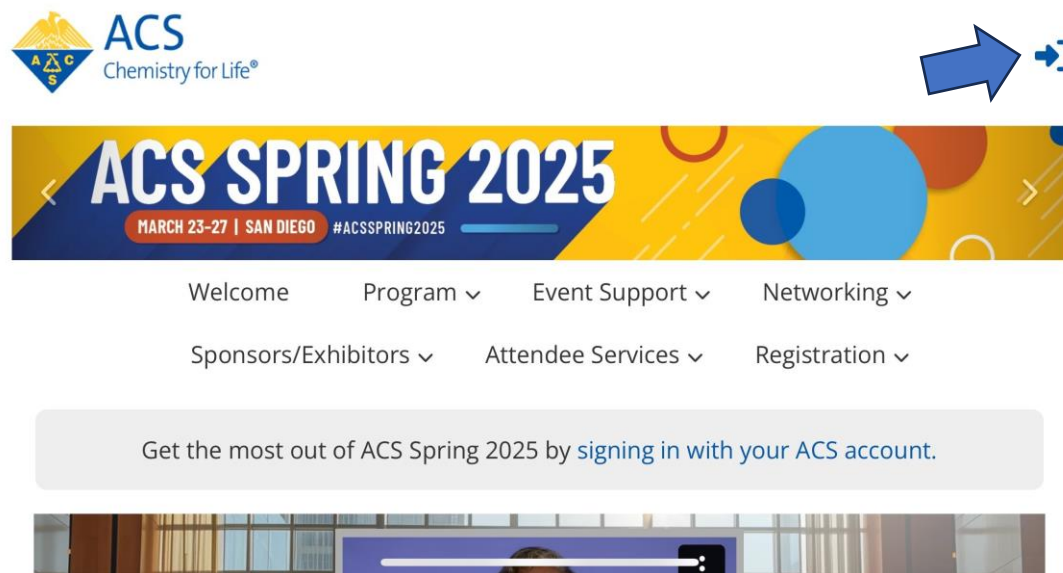 ACS
Chemistry for Life®
A C S
ACS SPRING 2025
MARCH 23-27 | SAN DIEGO #ACSSPRING2025
Welcome Program Event Support Networking
Sponsors/Exhibitors Attendee Services Registration
Get the most out of ACS Spring 2025 by signing in with your ACS account.